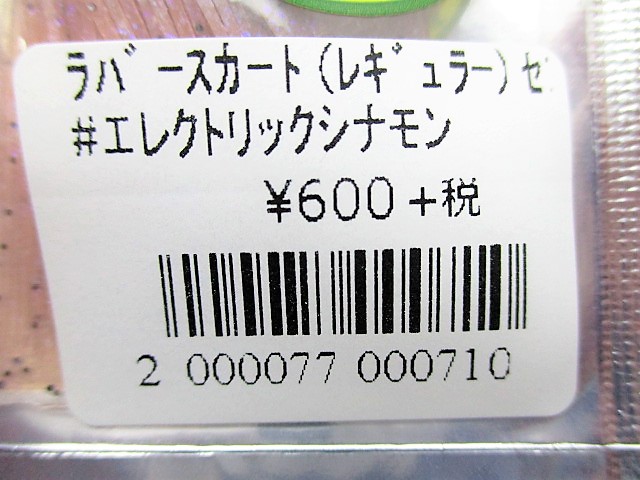 ラバースカート(レギュラー)ゼ
#エレクトリックシナモン
¥600+税
2 000077 000710